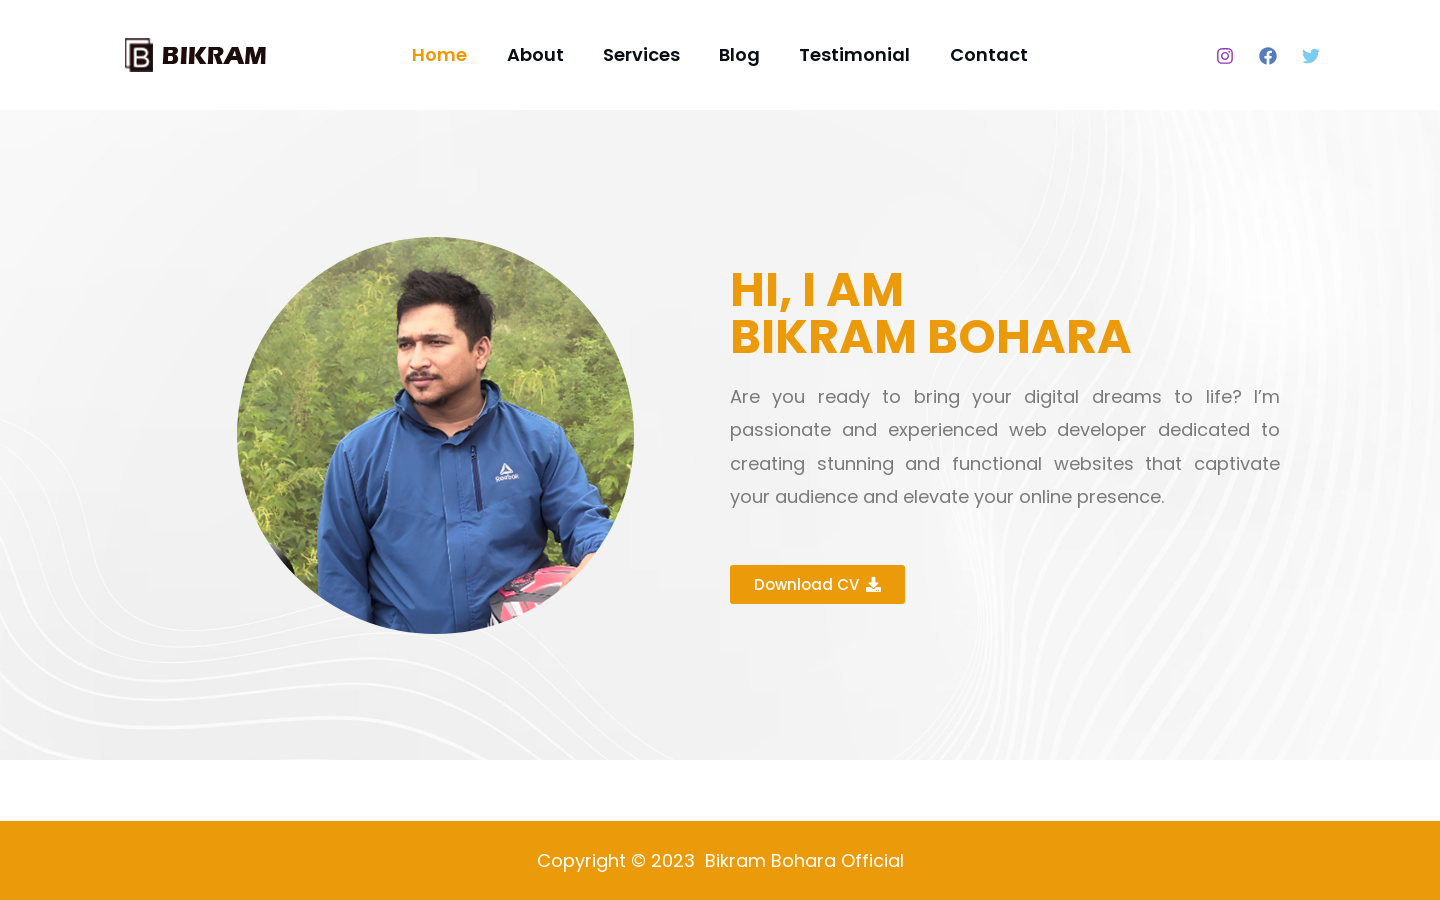 B BIKRAM
Home About Services Blog Testimonial Contact
HI, I AM
BIKRAM BOHARA
Are you ready to bring your digital dreams to life? I’m
passionate and experienced web developer dedicated to
creating stunning and functional websites that captivate
your audience and elevate your online presence.
Reebok
Download CV
Copyright © 2023 Bikram Bohara Official